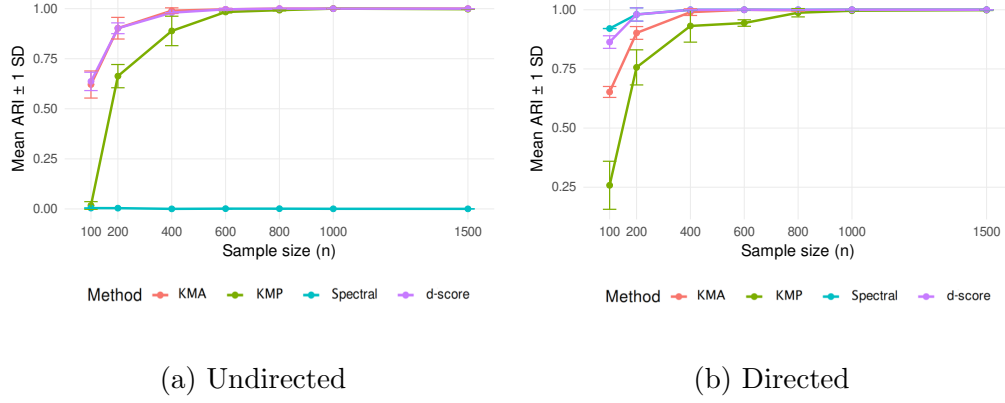 1.00
0.75
0.50
0.25
0.00
Mean ARI ± 1 SD
100 200 400 600 800 1000 1500
Sample size (n)
Method KMA KMP Spectral d-score
(a) Undirected
1.00
0.75
0.50
0.25
Mean ARI ± 1 SD
100 200 400 600 800 1000 1500
Sample size (n)
Method KMA KMP Spectral d-score
(b) Directed